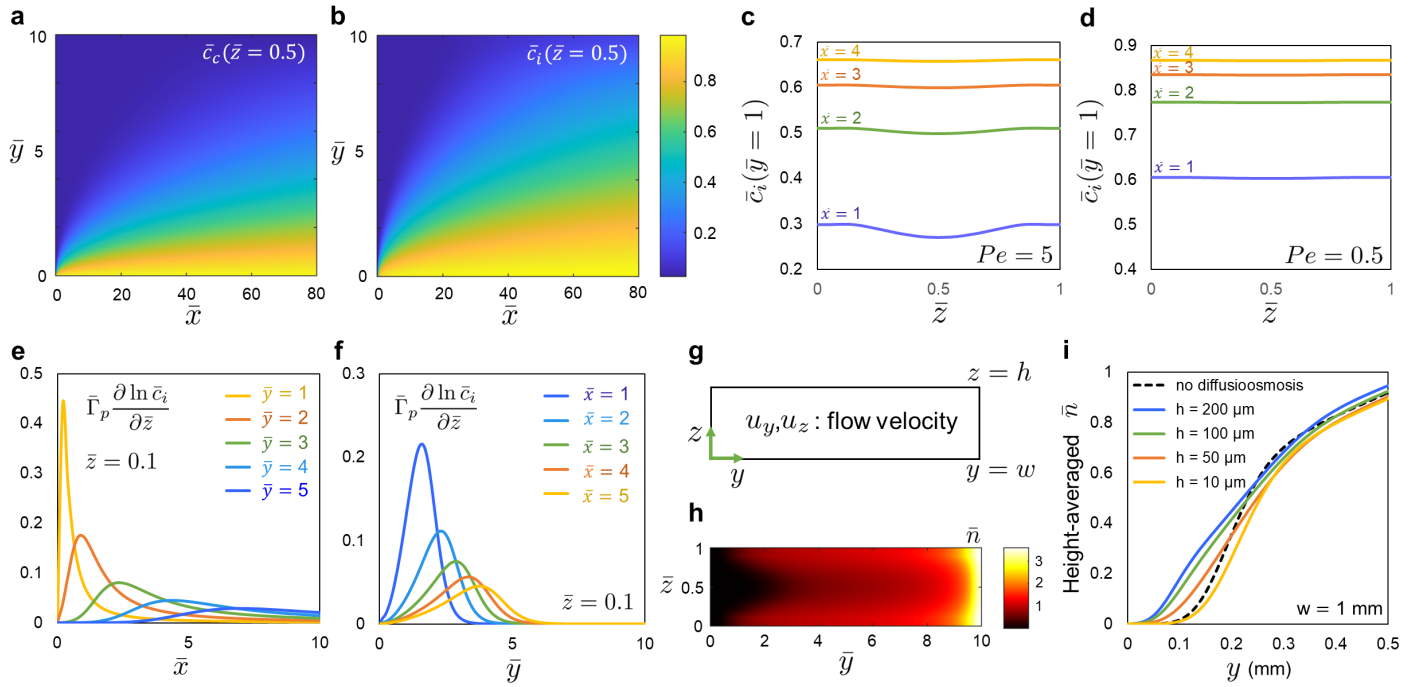 a
c̄_c(z̄ = 0.5)
10
5
0
ȳ
0 20 40 60 80
x̄
b
c̄_i(z̄ = 0.5)
10
5
0
ȳ
0 20 40 60 80
x̄
0.8
0.6
0.4
0.2
c
0.7
0.6
0.5
0.4
0.3
0.2
c̄_i(ȳ = 1)
x̄ = 4
x̄ = 3
x̄ = 2
x̄ = 1
Pe = 5
0 0.5 1
z̄
d
0.9
0.8
0.7
0.6
0.5
0.4
c̄_i(ȳ = 1)
x̄ = 4
x̄ = 3
x̄ = 2
x̄ = 1
Pe = 0.5
0 0.5 1
z̄
e
0.5
0.4
0.3
0.2
0.1
0
Γ̄_p ∂ ln c̄_i / ∂z̄
z̄ = 0.1
ȳ = 1
ȳ = 2
ȳ = 3
ȳ = 4
ȳ = 5
0 5 10
x̄
f
0.3
0.2
0.1
0
Γ̄_p ∂ ln c̄_i / ∂z̄
x̄ = 1
x̄ = 2
x̄ = 3
x̄ = 4
x̄ = 5
z̄ = 0.1
0 5 10
ȳ
g
z = h
u_y,u_z : flow velocity
z
y
y = w
h
n̄
1
0.5
0
z̄
0 2 4 6 8 10
ȳ
3
2
1
i
1
0.8
0.6
0.4
0.2
0
Height-averaged n̄
no diffusioosmosis
h = 200 µm
h = 100 µm
h = 50 µm
h = 10 µm
w = 1 mm
0 0.1 0.2 0.3 0.4 0.5
y (mm)